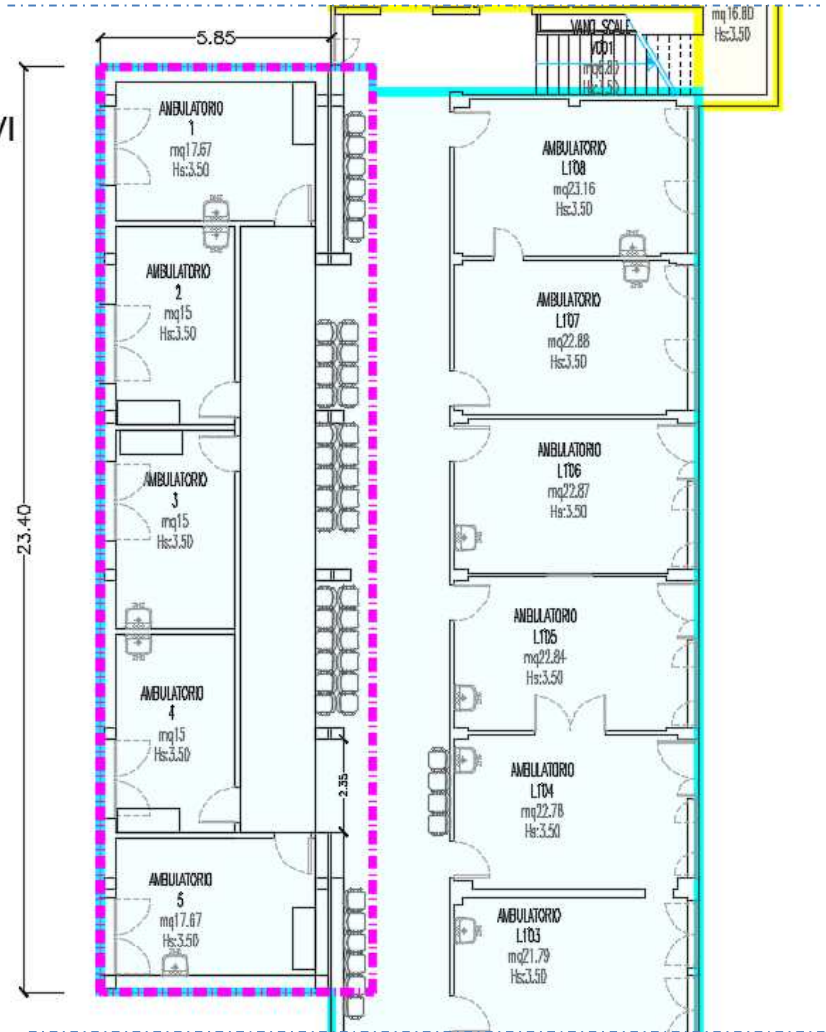 5.85
23.40
VI
VANO SCALE
V001
mq16.80
Hs:3.50
AMBULATORIO
1
mq17.67
Hs:3.50
AMBULATORIO
2
mq15
Hs:3.50
AMBULATORIO
3
mq15
Hs:3.50
AMBULATORIO
4
mq15
Hs:3.50
2.35
AMBULATORIO
5
mq17.67
Hs:3.50
AMBULATORIO
L108
mq23.16
Hs:3.50
AMBULATORIO
L107
mq22.88
Hs:3.50
AMBULATORIO
L106
mq22.87
Hs:3.50
AMBULATORIO
L105
mq22.84
Hs:3.50
AMBULATORIO
L104
mq22.78
Hs:3.50
AMBULATORIO
L103
mq21.79
Hs:3.50